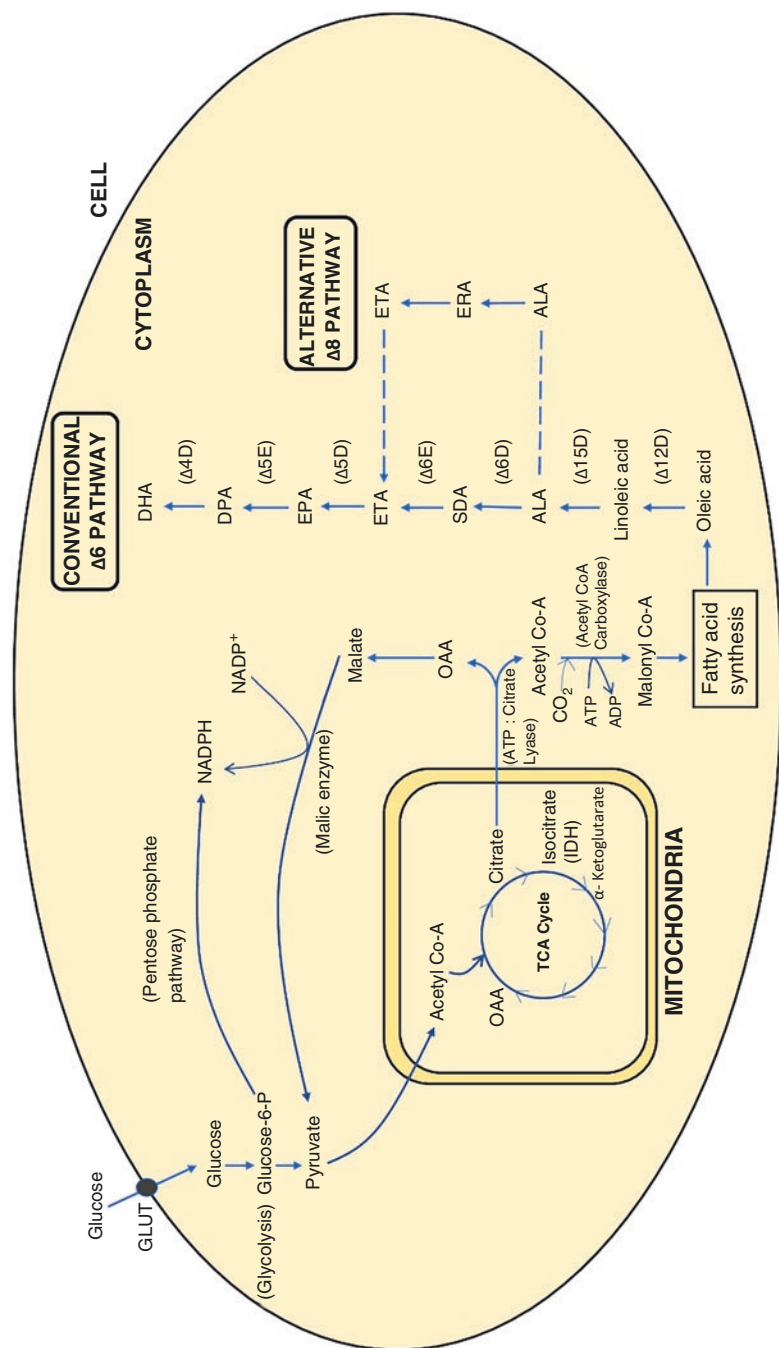 CELL
CYTOPLASM
Glucose
GLUT
Glucose
(Glycolysis) Glucose-6-P
Pyruvate
(Pentose phosphate
pathway)
NADPH
NADP+
(Malic enzyme)
Malate
OAA
(ATP : Citrate
Lyase)
Acetyl Co-A
CO2
ATP
ADP
(Acetyl CoA
Carboxylase)
Malonyl Co-A
Fatty acid
synthesis
Acetyl Co-A
OAA
TCA Cycle
Citrate
Isocitrate
(IDH)
α- Ketoglutarate
MITOCHONDRIA
CONVENTIONAL
Δ6 PATHWAY
DHA
(Δ4D)
DPA
(Δ5E)
EPA
(Δ5D)
ETA
(Δ6E)
SDA
(Δ6D)
ALA
(Δ15D)
Linoleic acid
(Δ12D)
Oleic acid
ALTERNATIVE
Δ8 PATHWAY
ETA
ERA
ALA